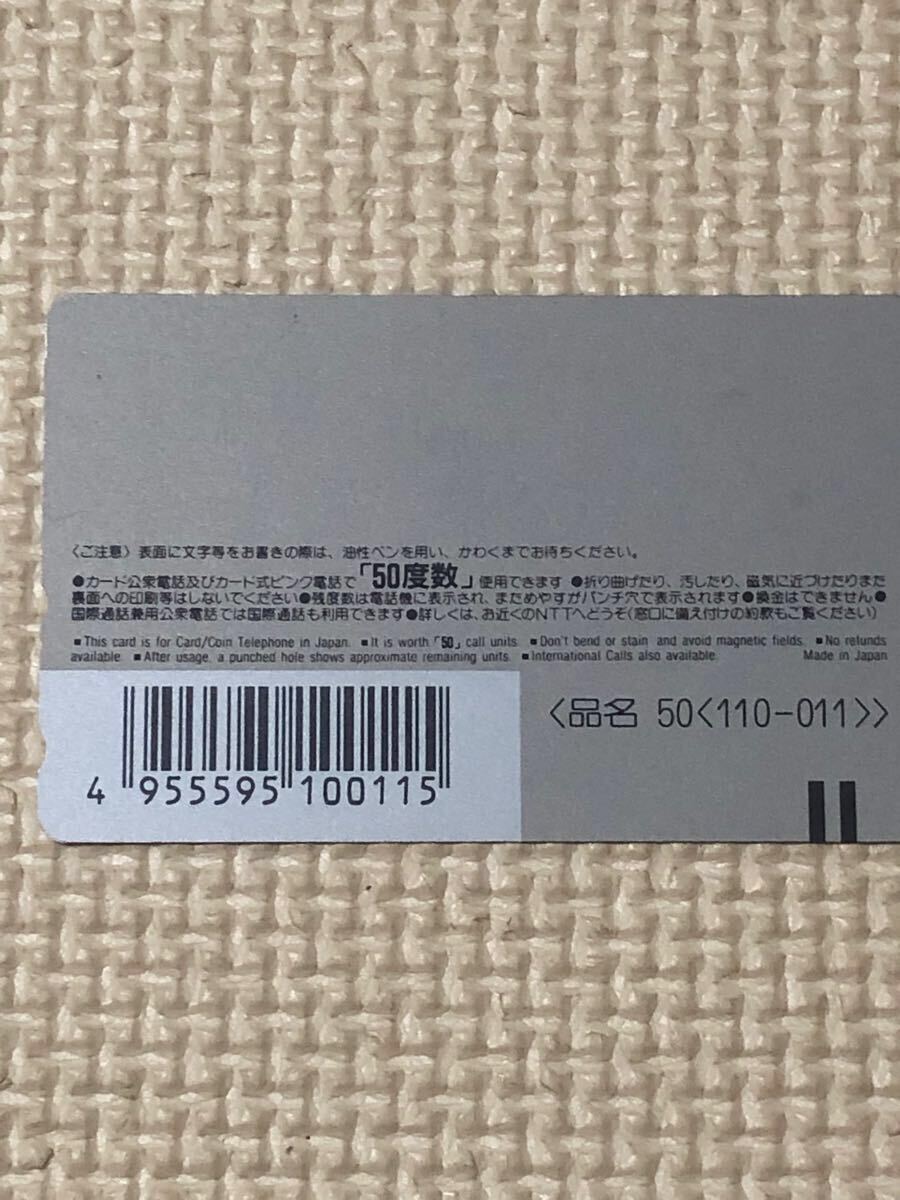 〈ご注意〉表面に文字等をお書きの際は、油性ペンを用い、かわくまでお待ちください。
●カード公衆電話及びカード式ピンク電話で「50度数」使用できます ●折り曲げたり、汚したり、磁気に近づけたりまた
裏面への印刷等はしないでください●残度数は電話機に表示され、まためやすがパンチ穴で表示されます●換金はできません●
国際通話兼用公衆電話では国際通話も利用できます●詳しくは、お近くのNTTへどうぞ(窓口に備え付けの約款もご覧ください)
■This card is for Card/Coin Telephone in Japan. ■It is worth「50」call units. ■Don't bend or stain and avoid magnetic fields. ■No refunds
available. ■After usage, a punched hole shows approximate remaining units. ■International Calls also available. Made in Japan
〈品名 50〈110-011〉〉
4 955595 100115